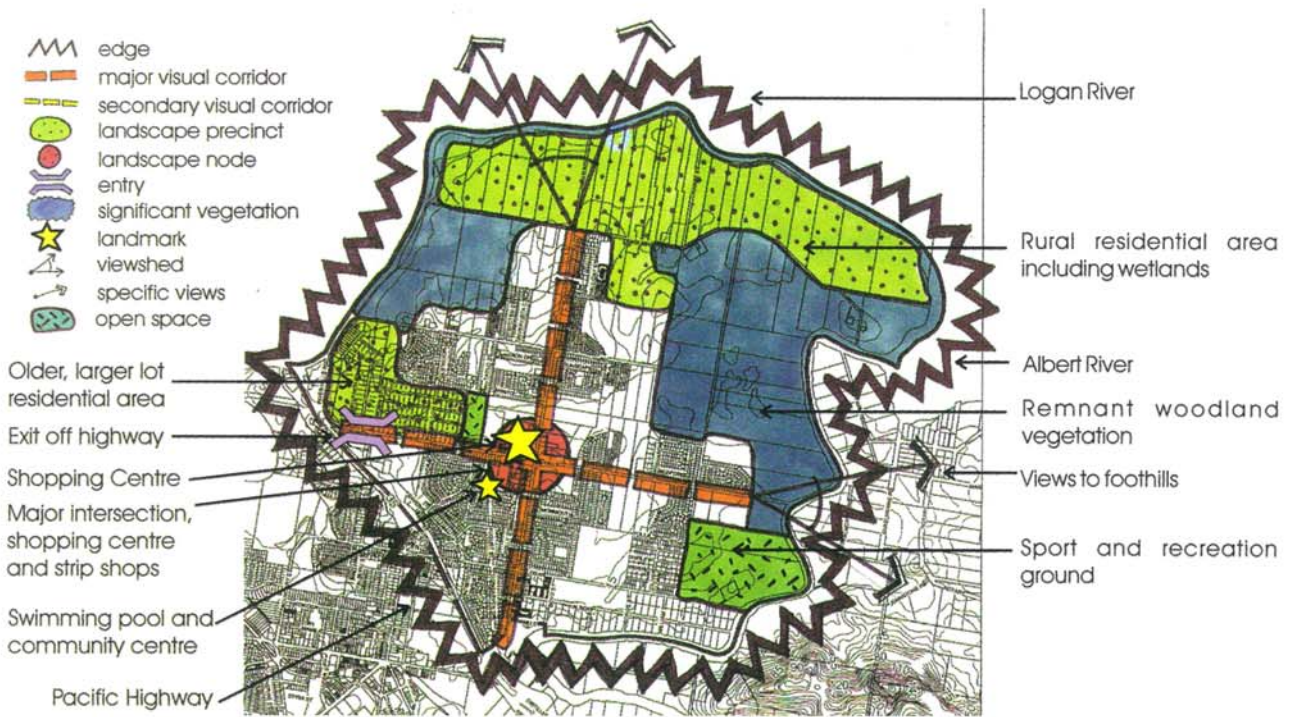 edge
major visual corridor
secondary visual corridor
landscape precinct
landscape node
entry
significant vegetation
landmark
viewshed
specific views
open space
Older, larger lot
residential area
Exit off highway
Shopping Centre
Major intersection,
shopping centre
and strip shops
Swimming pool and
community centre
Pacific Highway
Logan River
Rural residential area
including wetlands
Albert River
Remnant woodland
vegetation
Views to foothills
Sport and recreation
ground